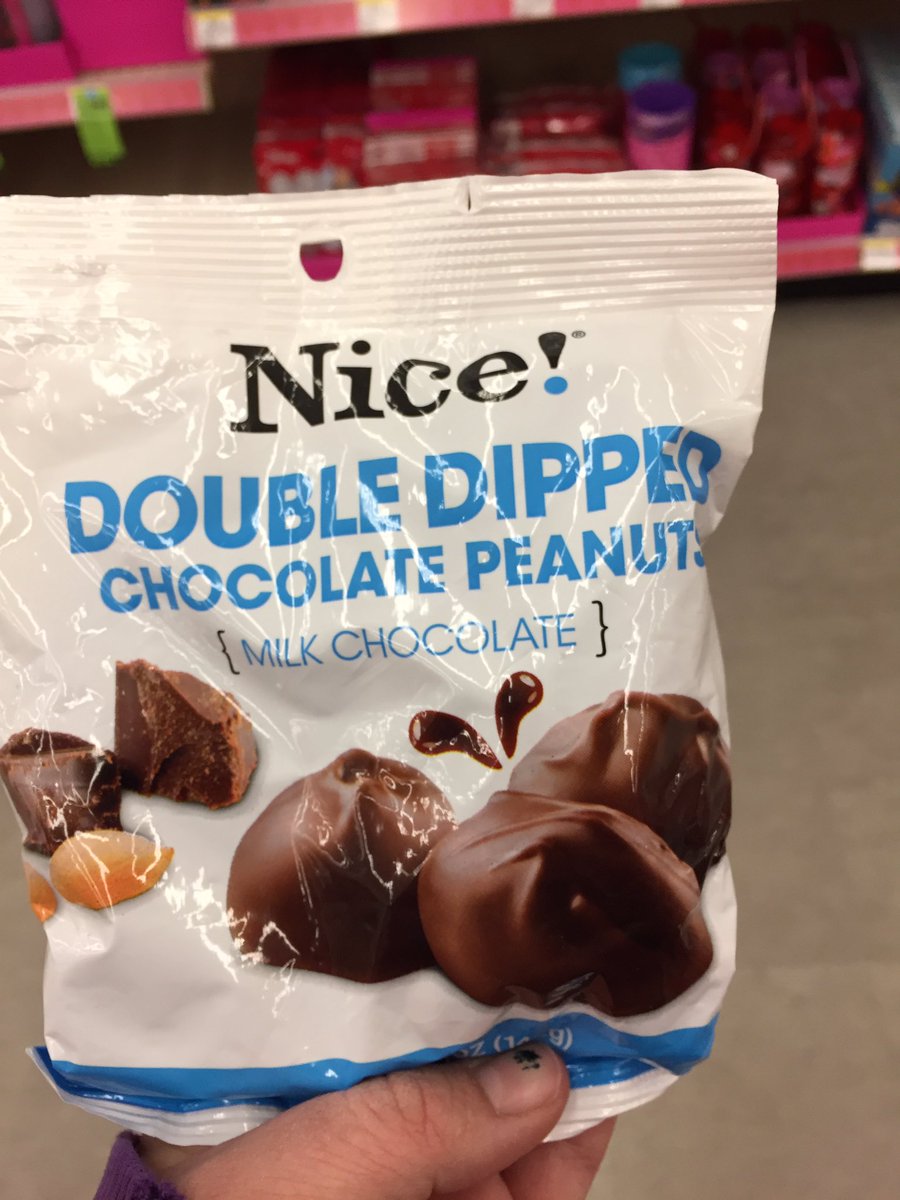 Nice!®
DOUBLE DIPPED
CHOCOLATE PEANUTS
{ MILK CHOCOLATE }